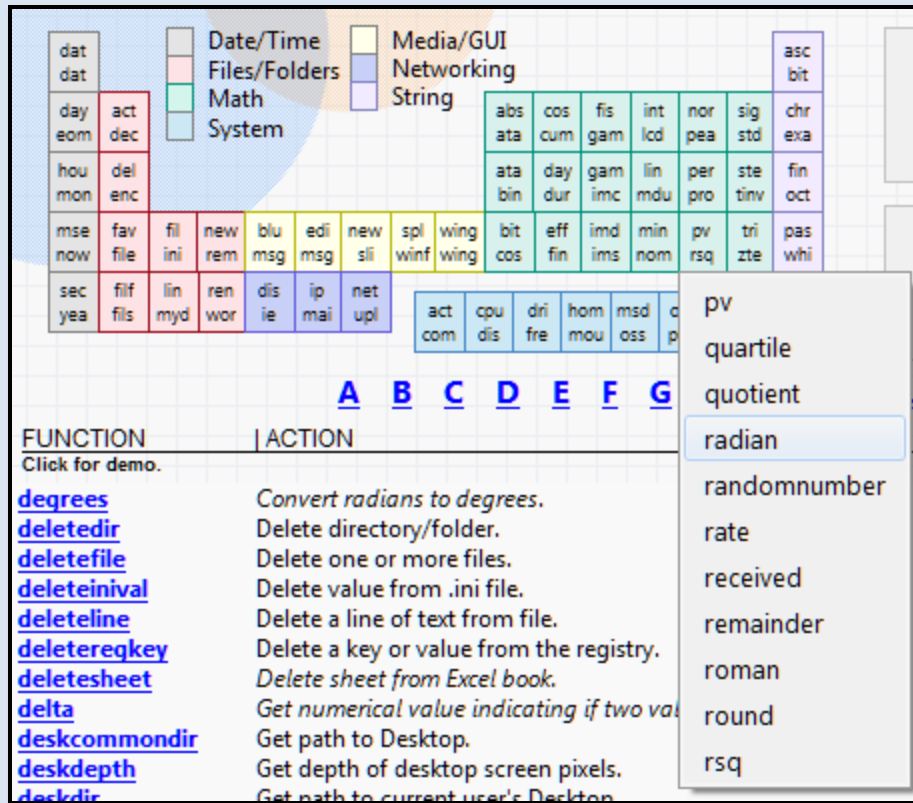 Date/Time
Files/Folders
Math
System
Media/GUI
Networking
String
dat asc
dat bit
day act abs cos fis int nor sig chr
eom dec ata cum gam lcd pea std exa
hou del ata day gam lin per ste fin
mon enc bin dur imc mdu pro tinv oct
mse fav fil new blu edi new spl wing bit eff imd min pv tri pas
now file ini rem msg msg sli winf wing cos fin ims nom rsq zte whi
sec filf lin ren dis ip net
yea fils myd wor ie mai upl
act cpu dri hom msd
com dis fre mou oss
A B C D E F G
FUNCTION | ACTION
Click for demo.
degrees Convert radians to degrees.
deletedir Delete directory/folder.
deletefile Delete one or more files.
deleteinival Delete value from .ini file.
deleteline Delete a line of text from file.
deleteregkey Delete a key or value from the registry.
deletesheet Delete sheet from Excel book.
delta Get numerical value indicating if two
deskcommondir Get path to Desktop.
deskdepth Get depth of desktop screen pixels.
deskdir Get path to current user's Desktop
pv
quartile
quotient
radian
randomnumber
rate
received
remainder
roman
round
rsq